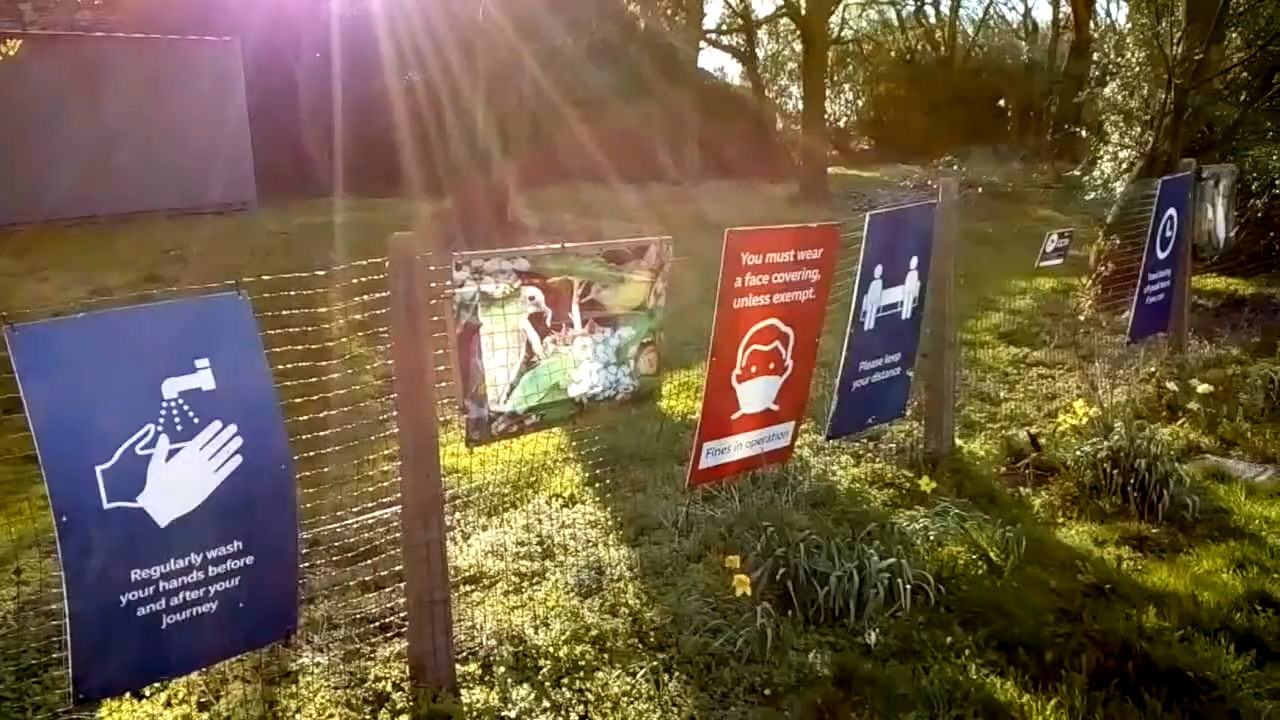 Regularly wash
your hands before
and after your
journey
You must wear
a face covering,
unless exempt.
Fines in operation
Please keep
your distance